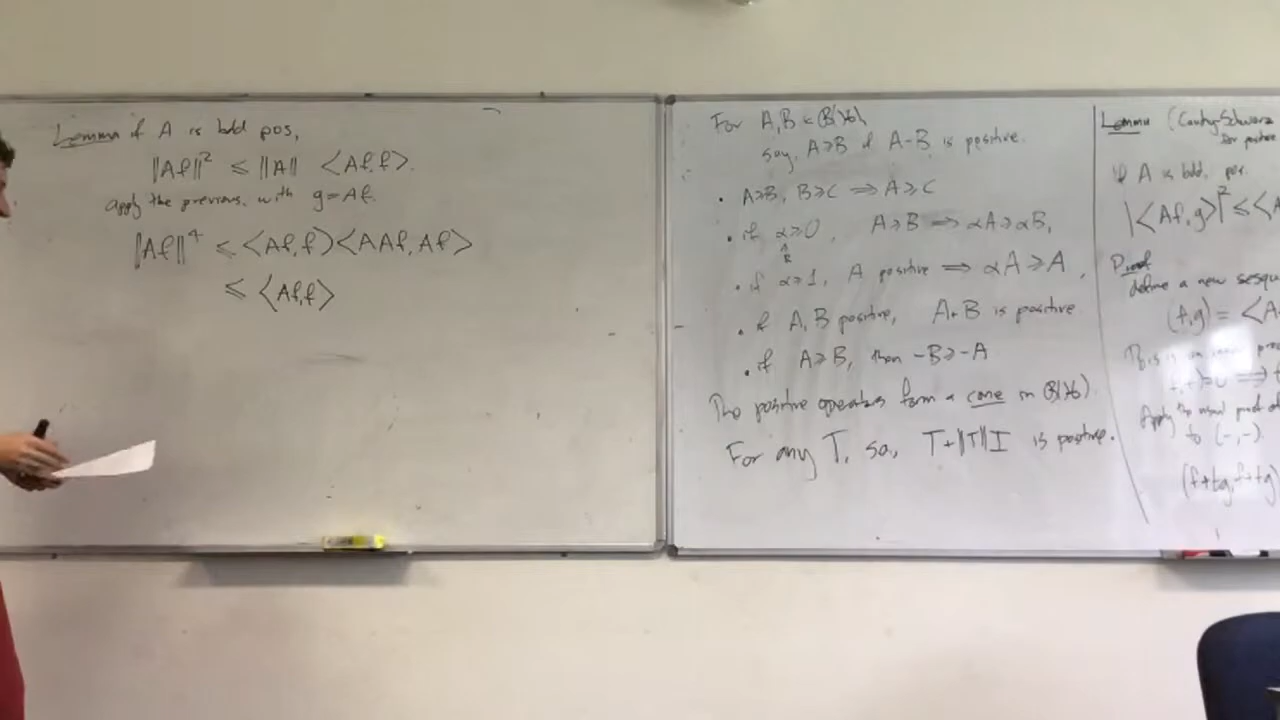 Lemma if A is bdd pos,
‖Af‖² ≤ ‖A‖ <Af,f>.
apply the previous, with g=Af.
‖Af‖⁴ ≤ <Af,f><AAf,Af>
≤ <Af,f>
For A,B ∈ B(H),
say, A≥B if A-B is positive.
• A≥B, B≥C ⟹ A≥C
• if α≥0, A≥B ⟹ αA≥αB,
R
• if α≥1, A positive ⟹ αA≥A,
• if A,B positive, A+B is positive
• if A≥B, then -B≥-A
The positive operators form a cone in B(H).
For any T, sa, T+‖T‖I is positive.
Lemma (Cauchy-Schwarz
for positive
if A is bdd, pos.
|<Af,g>|² ≤ <A
Proof
define a new sesqu
(f,g) = <A
This is an inner prod
Apply the usual proof of
to (-,-).
(f+tg,f+tg)